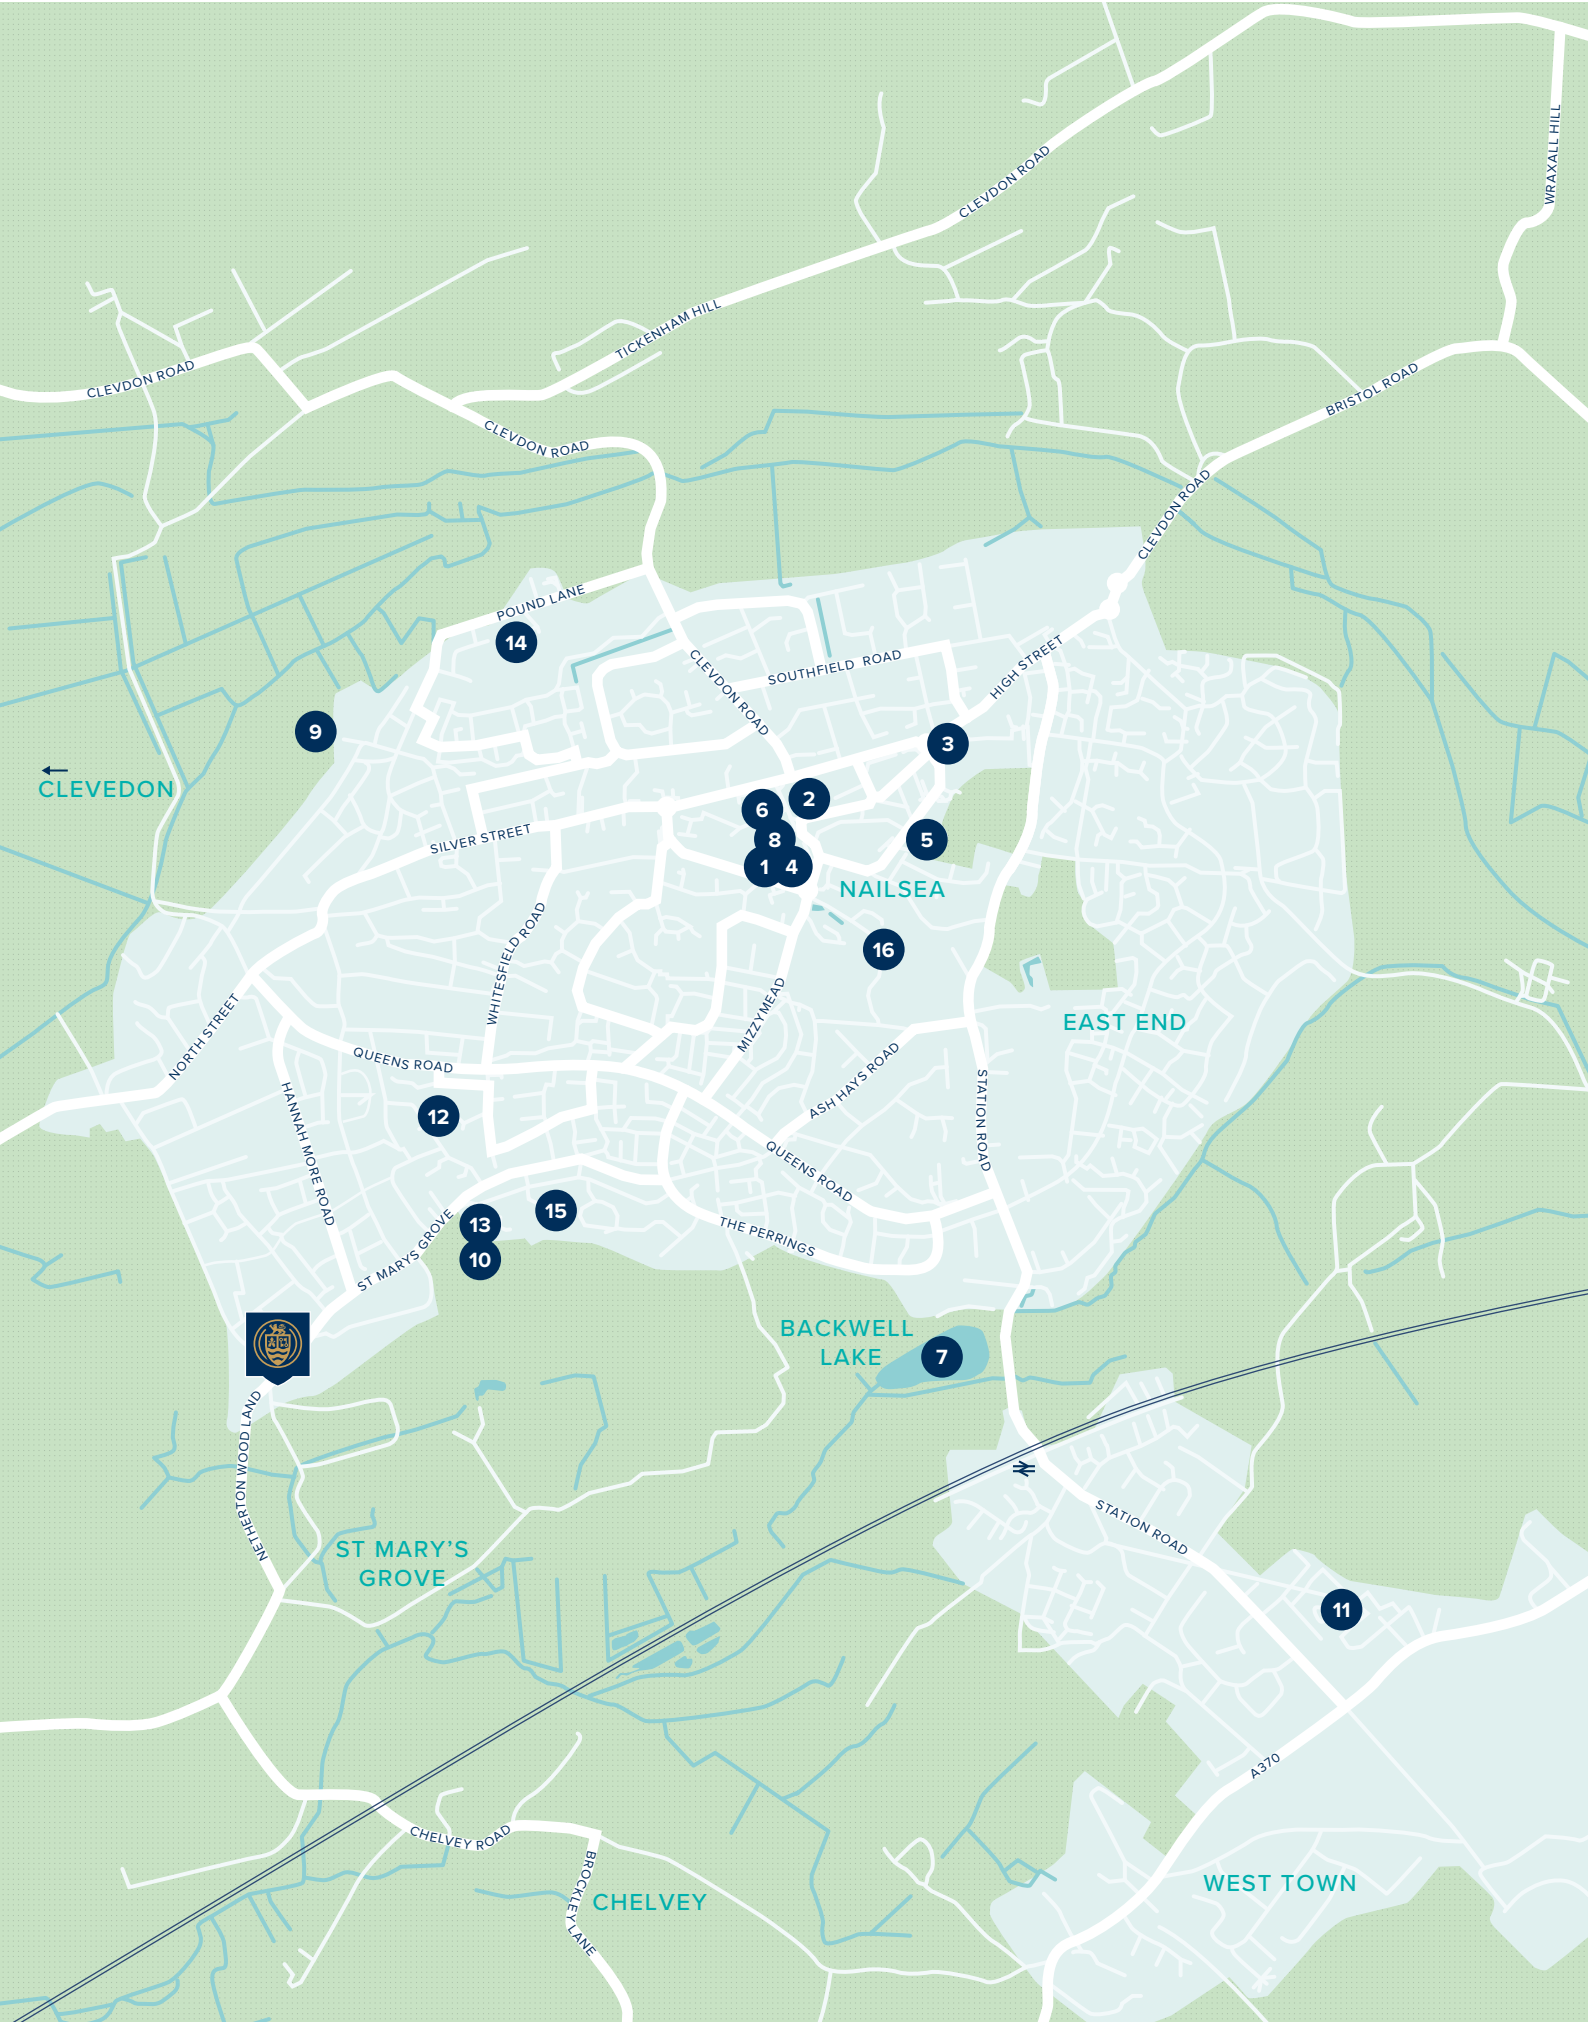 WRAXALL HILL
CLEVDON ROAD
TICKENHAM HILL
CLEVDON ROAD
BRISTOL ROAD
CLEVDON ROAD
CLEVDON ROAD
POUND LANE
14
SOUTHFIELD ROAD
HIGH STREET
CLEVDON ROAD
9
3
CLEVEDON
2
6
SILVER STREET
8
5
1
4
NAILSEA
WHITESFIELD ROAD
16
MIZZYMEAD
EAST END
NORTH STREET
QUEENS ROAD
ASH HAYS ROAD
STATION ROAD
12
HANNAH MORE ROAD
QUEENS ROAD
15
13
THE PERRINGS
ST MARYS GROVE
10
BACKWELL
LAKE
7
NETHERTON WOOD LAND
STATION ROAD
ST MARY'S
GROVE
11
A370
CHELVEY ROAD
WEST TOWN
BROCKLEY LANE
CHELVEY